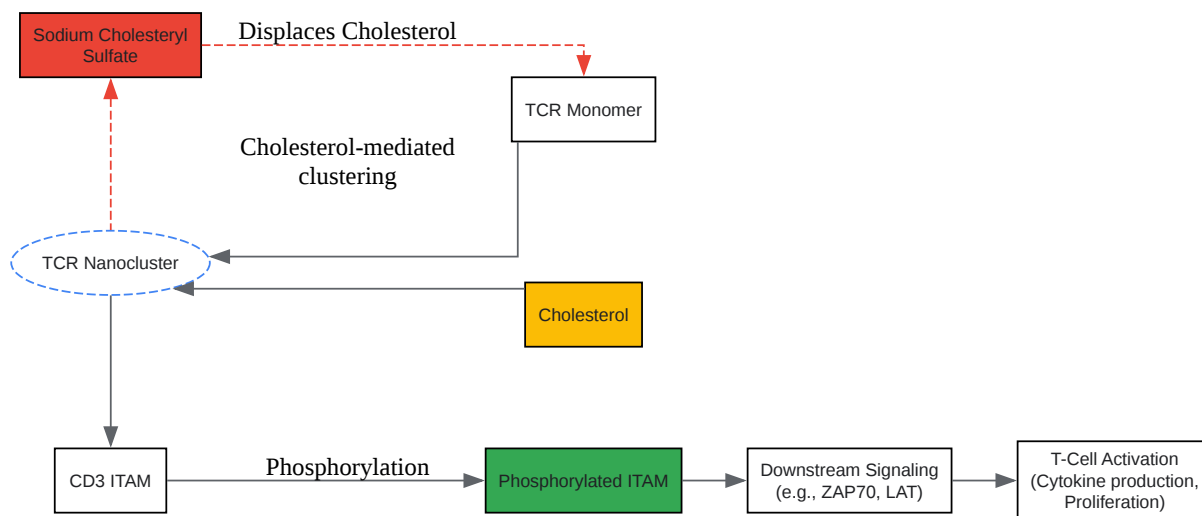 Sodium Cholesteryl
Sulfate
Displaces Cholesterol
TCR Monomer
Cholesterol-mediated
clustering
TCR Nanocluster
Cholesterol
CD3 ITAM
Phosphorylation
Phosphorylated ITAM
Downstream Signaling
(e.g., ZAP70, LAT)
T-Cell Activation
(Cytokine production,
Proliferation)